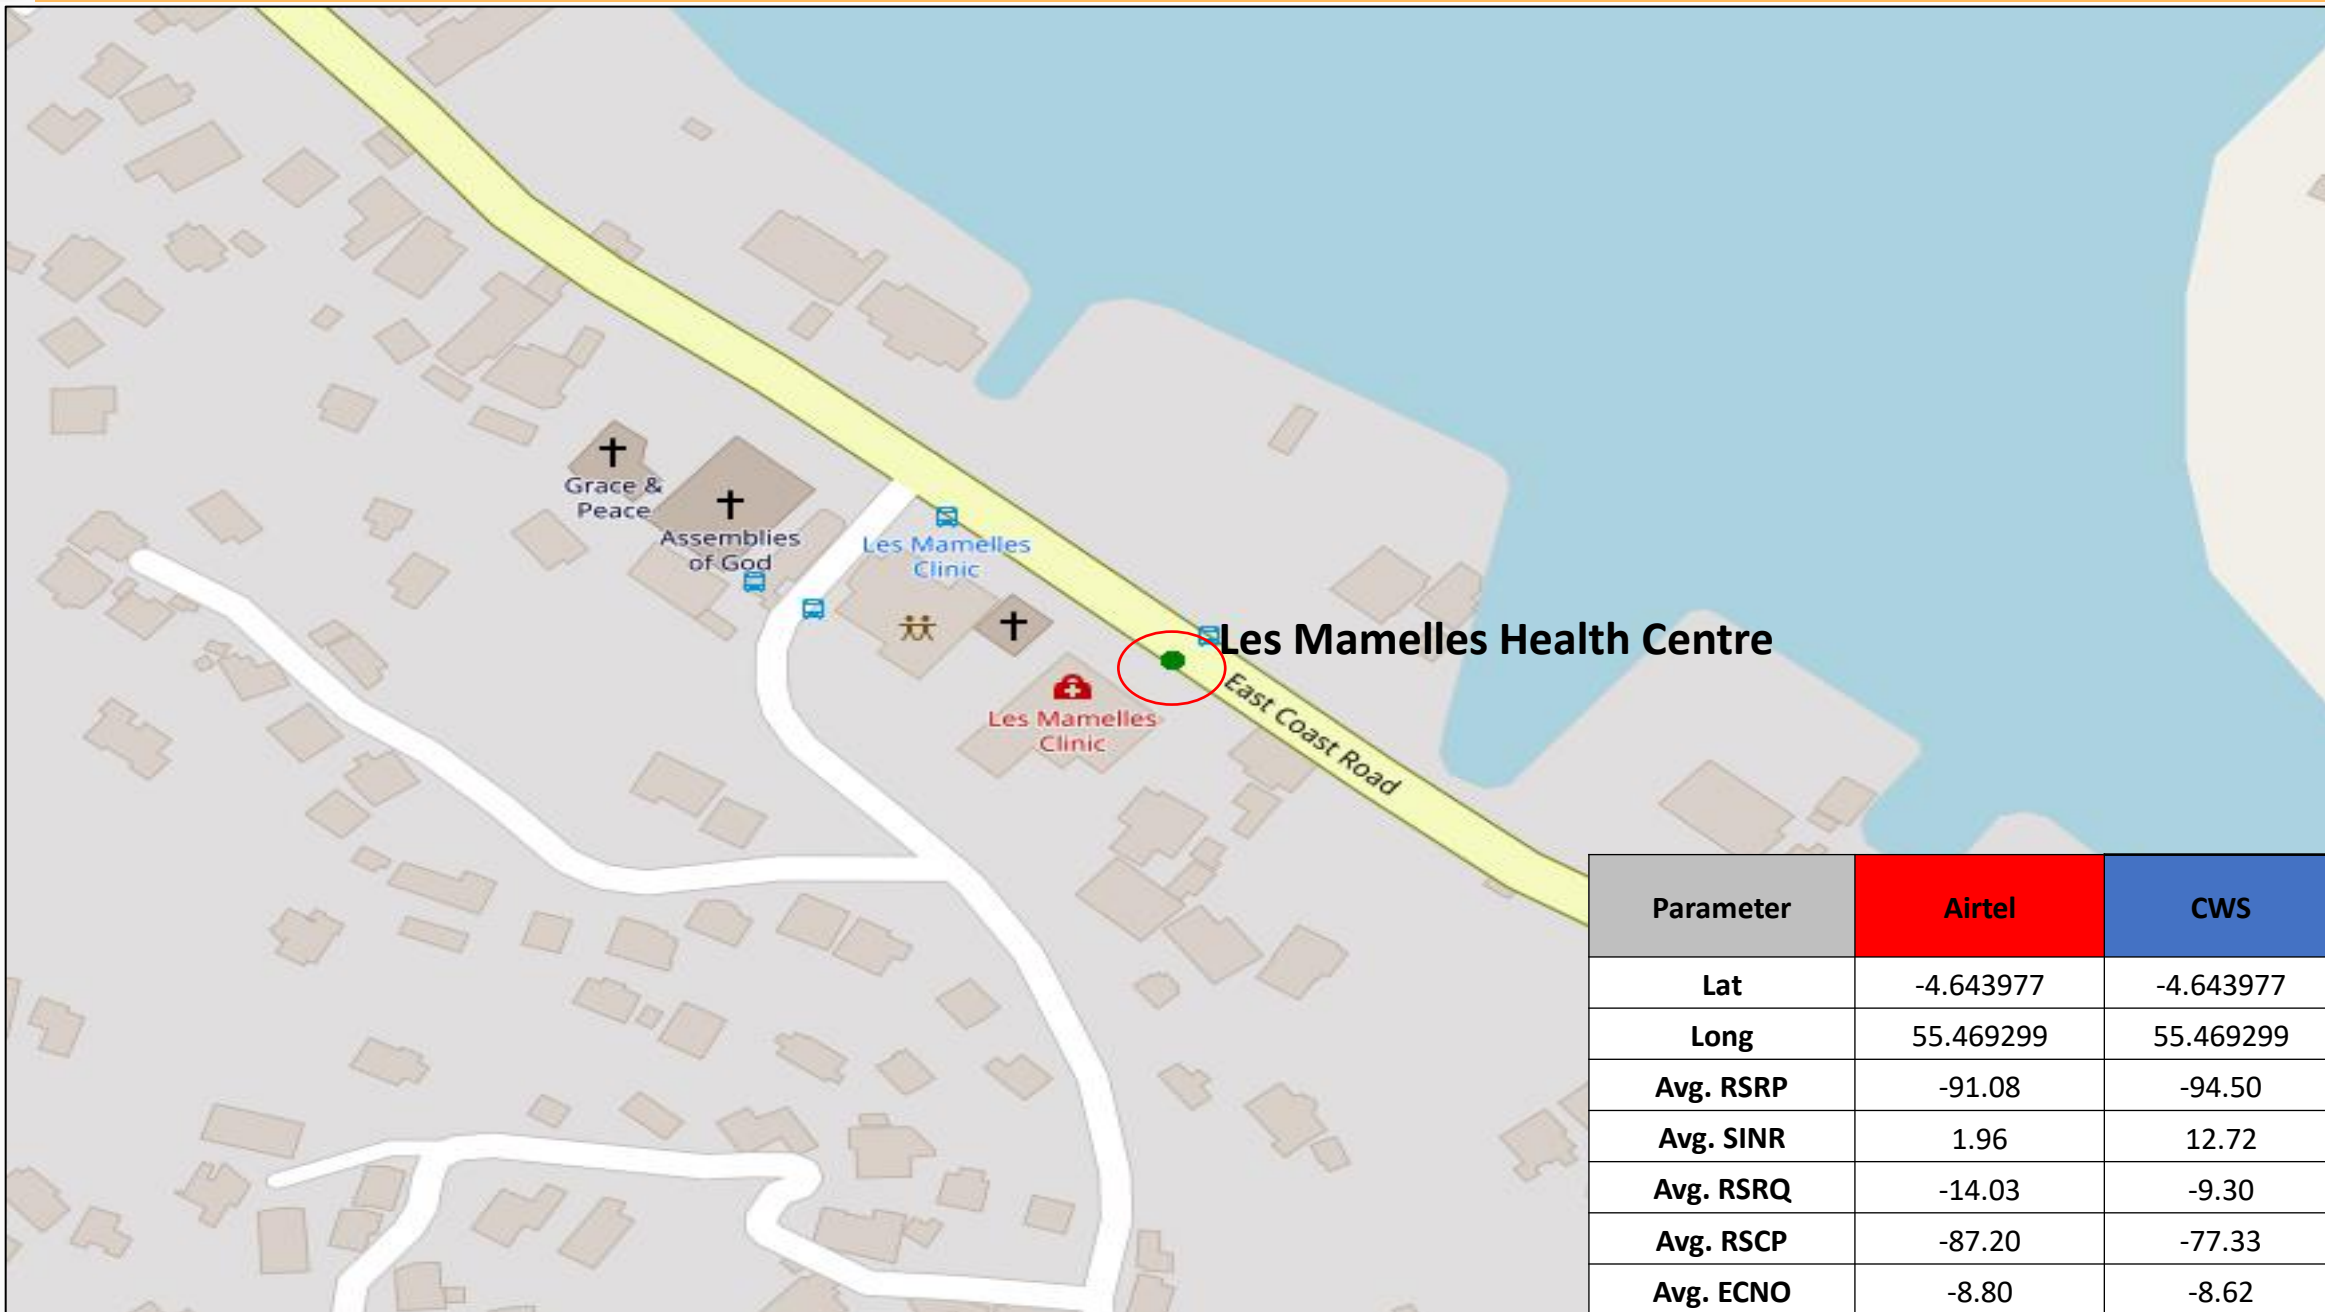 Grace &
Peace
Assemblies
of God
Les Mamelles
Clinic
Les Mamelles Health Centre
Les Mamelles
Clinic
East Coast Road
Parameter Airtel CWS
Lat -4.643977 -4.643977
Long 55.469299 55.469299
Avg. RSRP -91.08 -94.50
Avg. SINR 1.96 12.72
Avg. RSRQ -14.03 -9.30
Avg. RSCP -87.20 -77.33
Avg. ECNO -8.80 -8.62